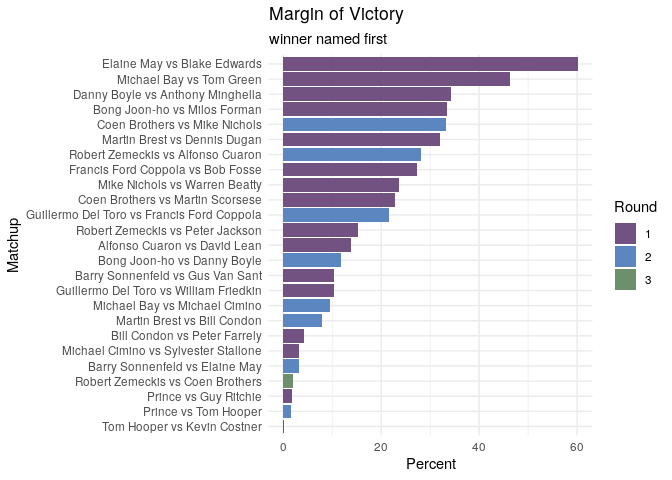 Margin of Victory
winner named first
Matchup
Elaine May vs Blake Edwards
Michael Bay vs Tom Green
Danny Boyle vs Anthony Minghella
Bong Joon-ho vs Milos Forman
Coen Brothers vs Mike Nichols
Martin Brest vs Dennis Dugan
Robert Zemeckis vs Alfonso Cuaron
Francis Ford Coppola vs Bob Fosse
Mike Nichols vs Warren Beatty
Coen Brothers vs Martin Scorsese
Guillermo Del Toro vs Francis Ford Coppola
Robert Zemeckis vs Peter Jackson
Alfonso Cuaron vs David Lean
Bong Joon-ho vs Danny Boyle
Barry Sonnenfeld vs Gus Van Sant
Guillermo Del Toro vs William Friedkin
Michael Bay vs Michael Cimino
Martin Brest vs Bill Condon
Bill Condon vs Peter Farrely
Michael Cimino vs Sylvester Stallone
Barry Sonnenfeld vs Elaine May
Robert Zemeckis vs Coen Brothers
Prince vs Guy Ritchie
Prince vs Tom Hooper
Tom Hooper vs Kevin Costner
0 20 40 60
Percent
Round
1
2
3